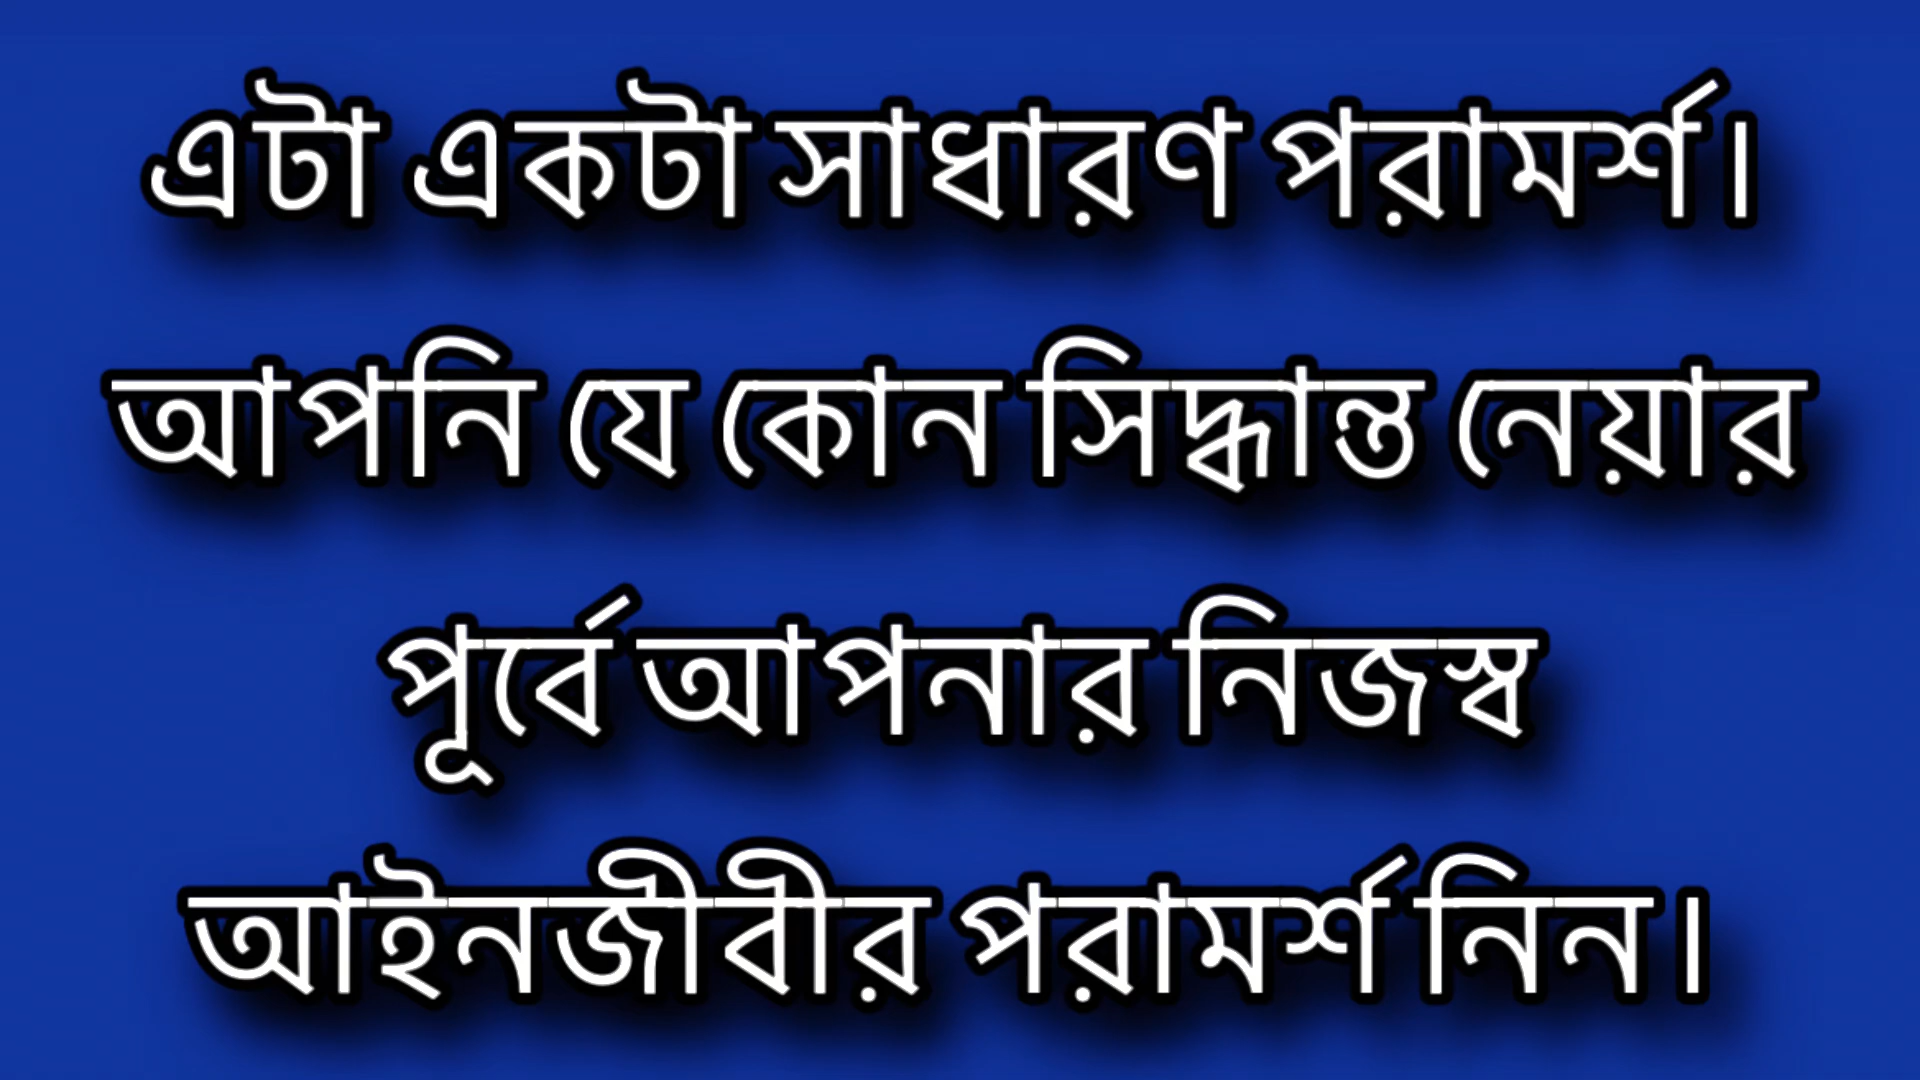 এটা একটা সাধারণ পরামর্শ।
আপনি যে কোন সিদ্ধান্ত নেয়ার
পূর্বে আপনার নিজস্ব
আইনজীবীর পরামর্শ নিন।